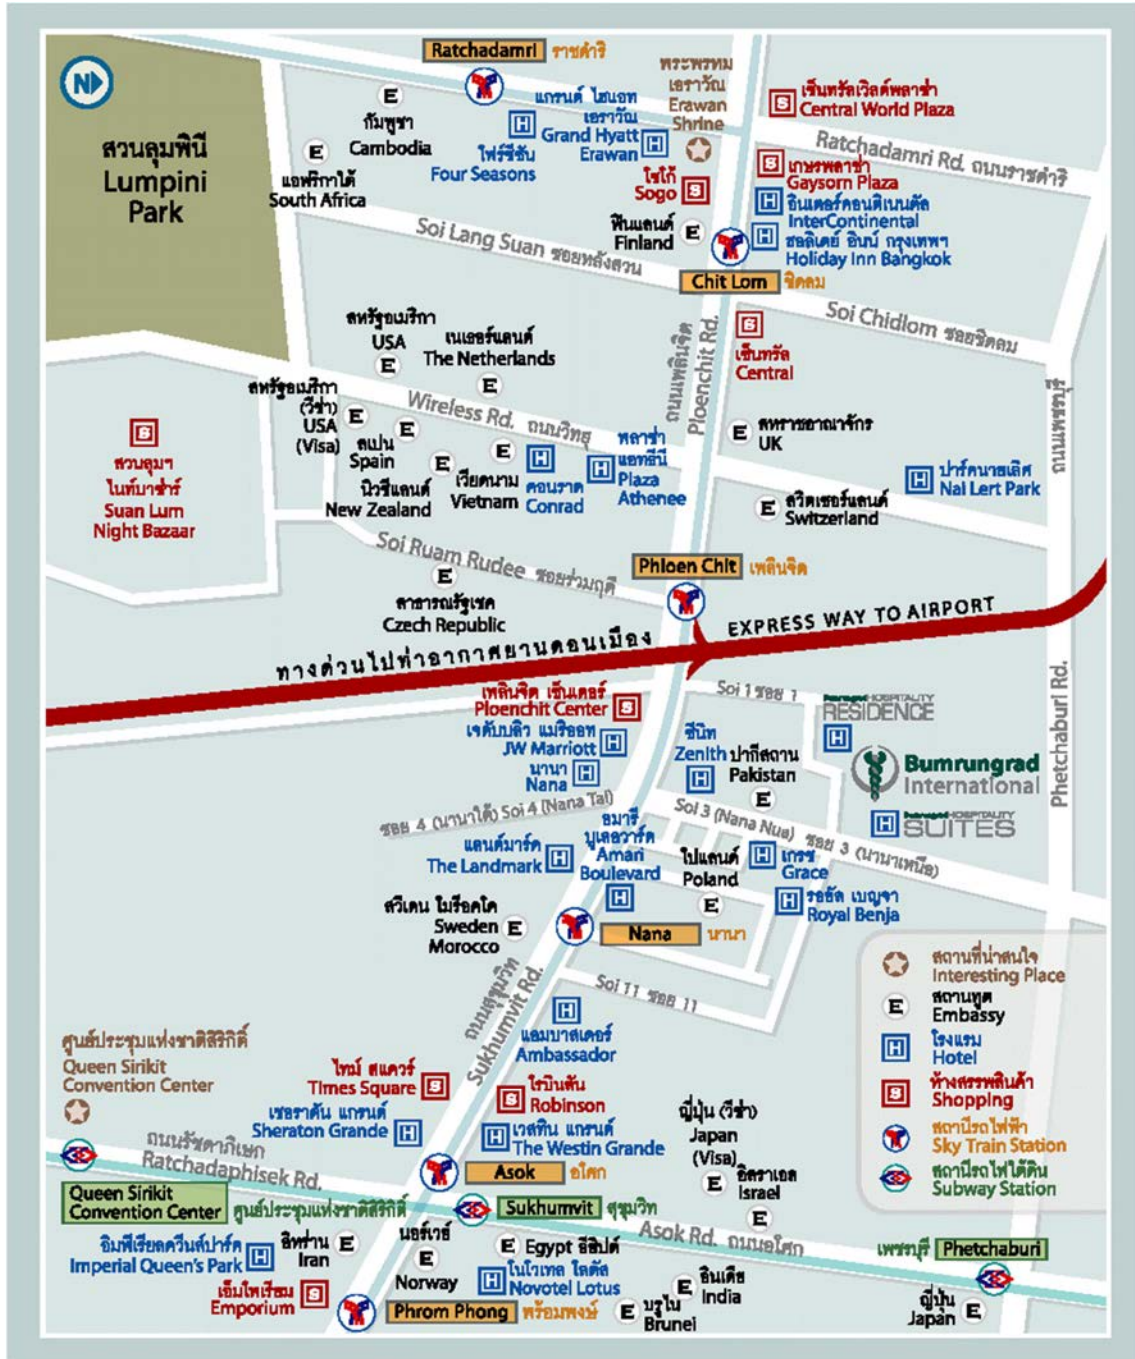 Ratchadamri ราชดำริ
N
สวนลุมพินี
Lumpini
Park
E
กัมพูชา
Cambodia
E
แอฟริกาใต้
South Africa
H
โฟร์ซีซัน
Four Seasons
แกรนด์ ไฮแอท
เอราวัณ
Grand Hyatt
Erawan
H
พระพรหม
เอราวัณ
Erawan
Shrine
S
เซ็นทรัลเวิลด์พลาซ่า
Central World Plaza
Ratchadamri Rd. ถนนราชดำริ
โซโก้
Sogo
S
S
เกษรพลาซ่า
Gaysorn Plaza
H
อินเตอร์คอนติเนนตัล
InterContinental
H
ฮอลิเดย์ อินน์ กรุงเทพฯ
Holiday Inn Bangkok
ฟินแลนด์
Finland
E
Soi Lang Suan ซอยหลังสวน
Chit Lom ชิดลม
Soi Chidlom ซอยชิดลม
S
เซ็นทรัล
Central
ถนนเพลินจิต
Ploenchit Rd.
ถนนเพชรบุรี
สหรัฐอเมริกา
USA
E
เนเธอร์แลนด์
The Netherlands
E
Wireless Rd. ถนนวิทยุ
สหรัฐอเมริกา
(วีซ่า)
USA
(Visa)
E
E
สเปน
Spain
E
นิวซีแลนด์
New Zealand
E
เวียดนาม
Vietnam
H
คอนราด
Conrad
พลาซ่า
แอทธินี
Plaza
Athenee
H
E
สหราชอาณาจักร
UK
E
สวิตเซอร์แลนด์
Switzerland
H
ปาร์คนายเลิศ
Nai Lert Park
S
สวนลุมฯ
ไนท์บาซ่าร์
Suan Lum
Night Bazaar
Soi Ruam Rudee ซอยร่วมฤดี
E
สาธารณรัฐเชค
Czech Republic
Phloen Chit เพลินจิต
ทางด่วนไปท่าอากาศยานดอนเมือง
EXPRESS WAY TO AIRPORT
Phetchaburi Rd.
เพลินจิต เซ็นเตอร์
Ploenchit Center
S
เจดับบลิว แมริออท
JW Marriott
H
นานา
Nana
H
Soi 1 ซอย 1
ซีนิท
Zenith
H
ปากีสถาน
Pakistan
E
Bumrungrad HOSPITALITY
RESIDENCE
H
Bumrungrad
International
Bumrungrad HOSPITALITY
SUITES
H
ซอย 4 (นานาใต้) Soi 4 (Nana Tai)
Soi 3 (Nana Nua) ซอย 3 (นานาเหนือ)
แลนด์มาร์ค
The Landmark
H
อมารี
บูเลอวาร์ด
Amari
Boulevard
H
โปแลนด์
Poland
E
H
เกรซ
Grace
H
รอยัล เบญจา
Royal Benja
สวีเดน โมร็อคโค
Sweden
Morocco
E
Nana นานา
ถนนสุขุมวิท
Sukhumvit Rd.
Soi 11 ซอย 11
สถานที่น่าสนใจ
Interesting Place
E
สถานทูต
Embassy
H
โรงแรม
Hotel
S
ห้างสรรพสินค้า
Shopping
สถานีรถไฟฟ้า
Sky Train Station
สถานีรถไฟใต้ดิน
Subway Station
H
แอมบาสเดอร์
Ambassador
ศูนย์ประชุมแห่งชาติสิริกิติ์
Queen Sirikit
Convention Center
ไทม์ สแควร์
Times Square
S
เชอราตัน แกรนด์
Sheraton Grande
H
S
โรบินสัน
Robinson
H
เวสทิน แกรนด์
The Westin Grande
ถนนรัชดาภิเษก
Ratchadaphisek Rd.
Asok อโศก
ญี่ปุ่น (วีซ่า)
Japan
(Visa)
E
อิสราเอล
Israel
E
Queen Sirikit
Convention Center ศูนย์ประชุมแห่งชาติสิริกิติ์
Sukhumvit สุขุมวิท
Asok Rd. ถนนอโศก
เพชรบุรี Phetchaburi
อิมพีเรียลควีนส์ปาร์ค
Imperial Queen's Park
H
อิหร่าน
Iran
E
นอร์เวย์
E
Norway
E
Egypt อียิปต์
H
โนโวเทล โลตัส
Novotel Lotus
E
อินเดีย
India
เอ็มโพเรียม
Emporium
S
Phrom Phong พร้อมพงษ์
E
บรูไน
Brunei
ญี่ปุ่น
Japan
E